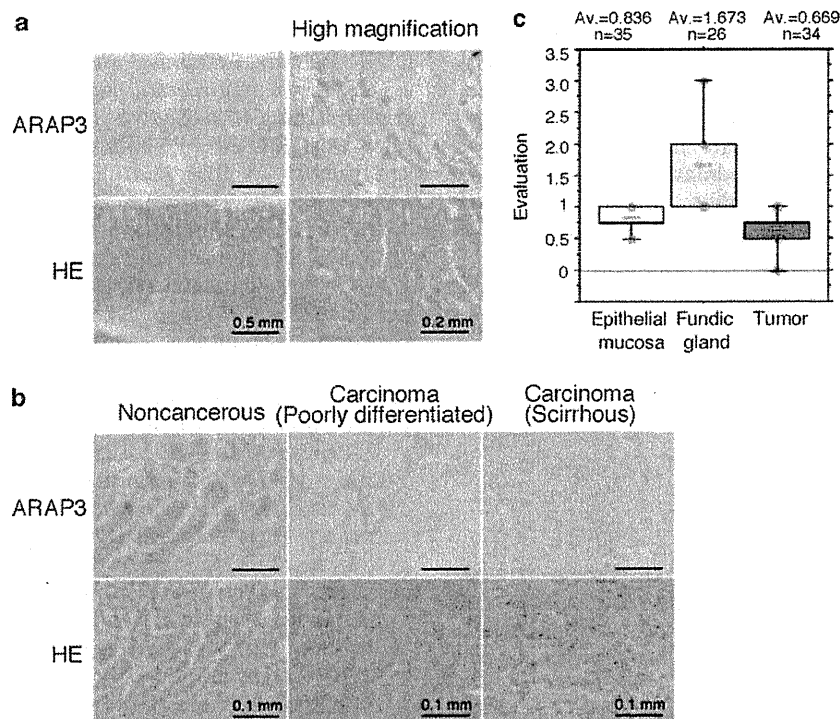 a
High magnification
ARAP3
HE
0.5 mm
0.2 mm
b
Noncancerous
Carcinoma
(Poorly differentiated)
Carcinoma
(Scirrhous)
ARAP3
HE
0.1 mm
0.1 mm
0.1 mm
c
Av.=0.836 Av.=1.673 Av.=0.669
n=35 n=26 n=34
Evaluation
3.5
3.0
2.5
2.0
1.5
1
0.5
0
Epithelial mucosa
Fundic gland
Tumor